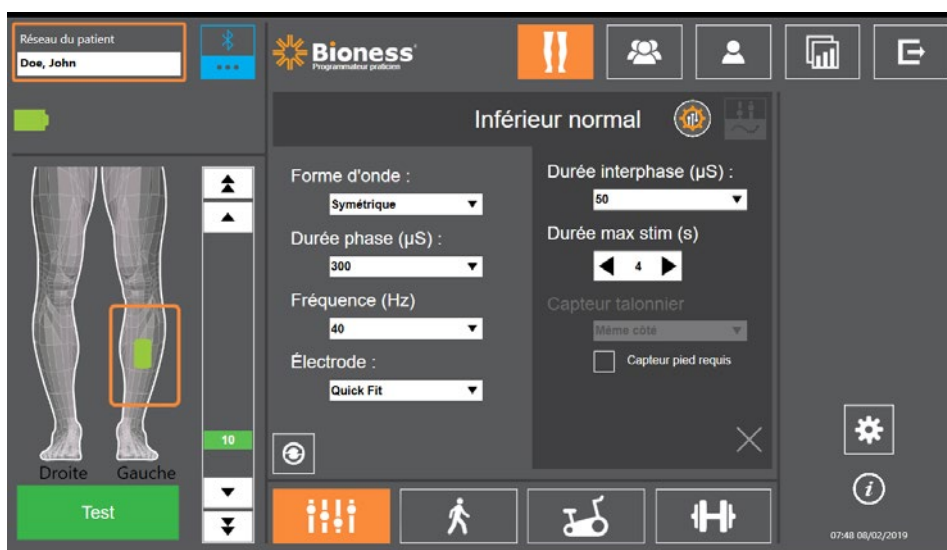 Réseau du patient
Doe, John
Bioness
Programmateur praticien
Inférieur normal
Forme d'onde :
Symétrique
Durée phase (µS) :
300
Fréquence (Hz)
40
Électrode :
Quick Fit
Durée interphase (µS) :
50
Durée max stim (s)
4
Capteur talonnier
Même côté
Capteur pied requis
10
Droite Gauche
Test
07:48 08/02/2019